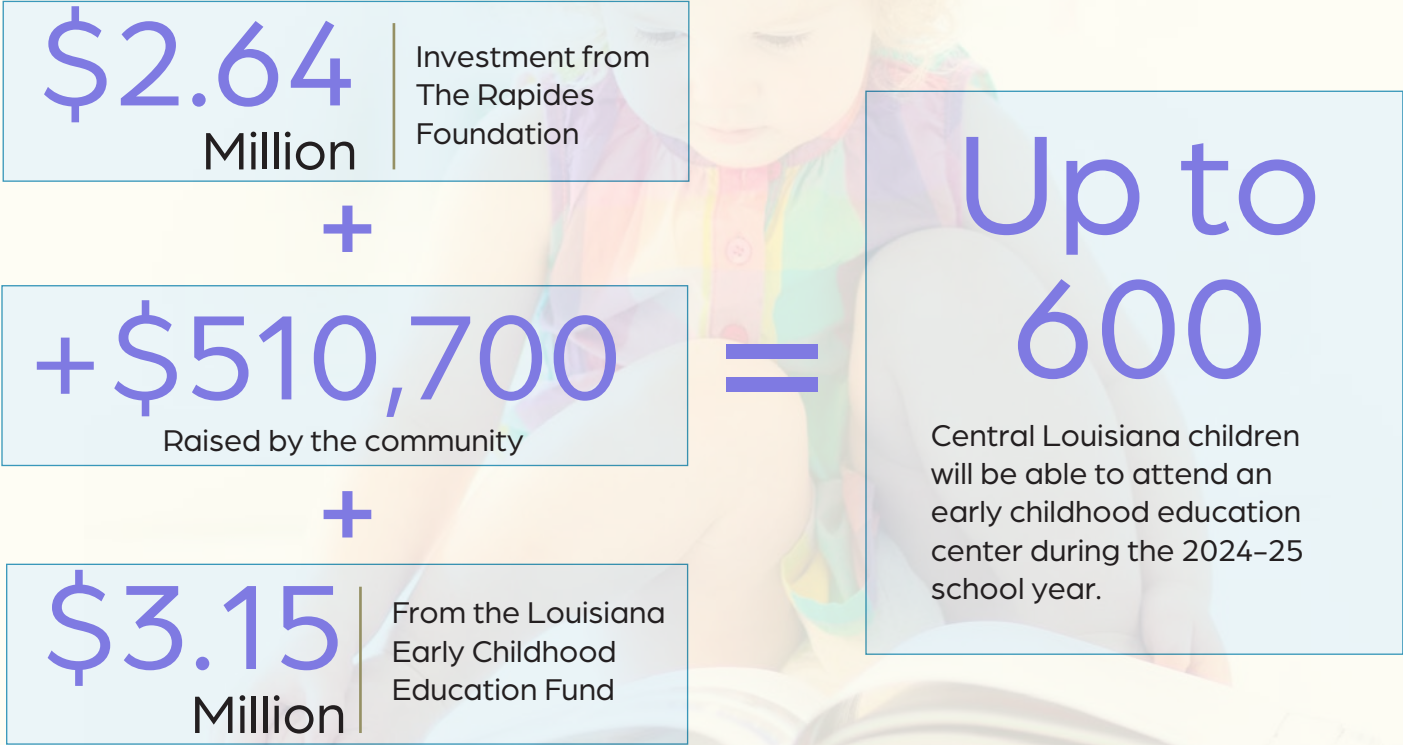 $2.64
Million
Investment from
The Rapides
Foundation
+
+$510,700
Raised by the community
+
$3.15
Million
From the Louisiana
Early Childhood
Education Fund
=
Up to
600
Central Louisiana children
will be able to attend an
early childhood education
center during the 2024-25
school year.